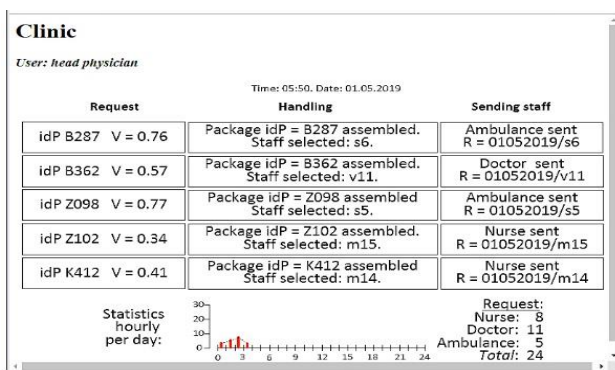 Clinic
User: head physician
Time: 05:50. Date: 01.05.2019
Request Handling Sending staff
idP B287 V = 0.76
Package idP = B287 assembled.
Staff selected: s6.
Ambulance sent
R = 01052019/s6
idP B362 V = 0.57
Package idP = B362 assembled.
Staff selected: v11.
Doctor sent
R = 01052019/v11
idP Z098 V = 0.77
Package idP = Z098 assembled
Staff selected: s5.
Ambulance sent
R = 01052019/s5
idP Z102 V = 0.34
Package idP = Z102 assembled.
Staff selected: m15.
Nurse sent
R = 01052019/m15
idP K412 V = 0.41
Package idP = K412 assembled
Staff selected: m14.
Nurse sent
R = 01052019/m14
Statistics
hourly
per day:
30
20
10
0
0 3 6 9 12 15 18 21 24
Request:
Nurse: 8
Doctor: 11
Ambulance: 5
Total: 24